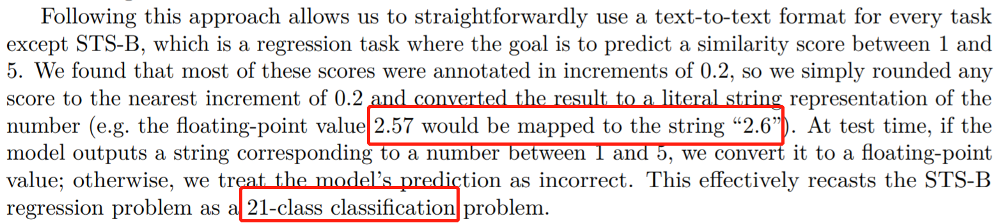 Following this approach allows us to straightforwardly use a text-to-text format for every task
except STS-B, which is a regression task where the goal is to predict a similarity score between 1 and
5. We found that most of these scores were annotated in increments of 0.2, so we simply rounded any
score to the nearest increment of 0.2 and converted the result to a literal string representation of the
number (e.g. the floating-point value 2.57 would be mapped to the string “2.6”). At test time, if the
model outputs a string corresponding to a number between 1 and 5, we convert it to a floating-point
value; otherwise, we treat the model’s prediction as incorrect. This effectively recasts the STS-B
regression problem as a 21-class classification problem.